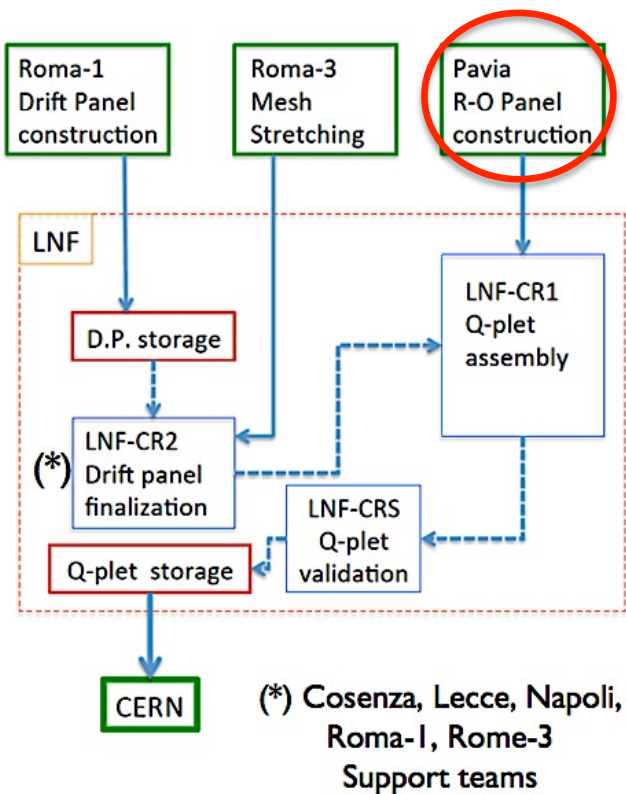 Roma-1
Drift Panel
construction
Roma-3
Mesh
Stretching
Pavia
R-O Panel
construction
LNF
LNF-CR1
Q-plet
assembly
D.P. storage
(*)
LNF-CR2
Drift panel
finalization
LNF-CRS
Q-plet
validation
Q-plet storage
CERN
(*) Cosenza, Lecce, Napoli,
Roma-1, Rome-3
Support teams